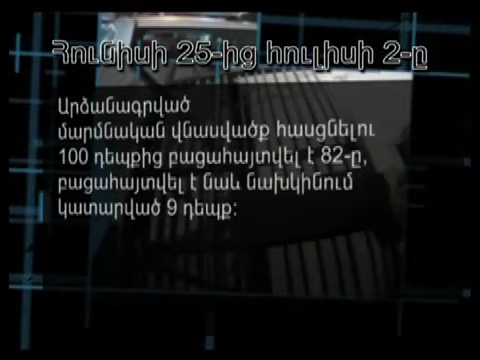 Հունիսի 25-ից հուլիսի 2-ը
Արձանագրված
մարմնական վնասվածք հասցնելու
100 դեպքից բացահայտվել է 82-ը,
բացահայտվել է նաև նախկինում
կատարված 9 դեպք: